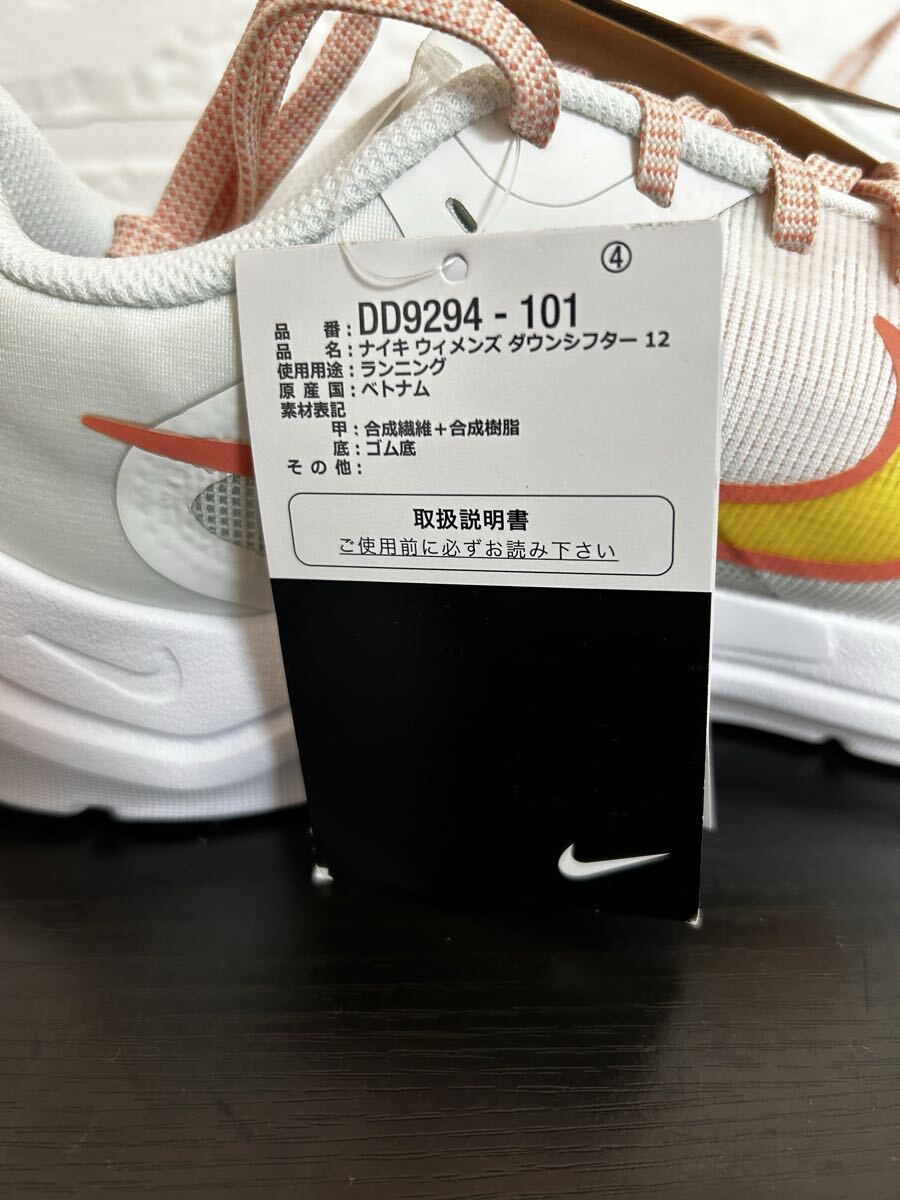 ④
品番：DD9294 - 101
品名：ナイキ ウィメンズ ダウンシフター 12
使用用途：ランニング
原産国：ベトナム
素材表記
甲：合成繊維＋合成樹脂
底：ゴム底
その他：
取扱説明書
ご使用前に必ずお読み下さい